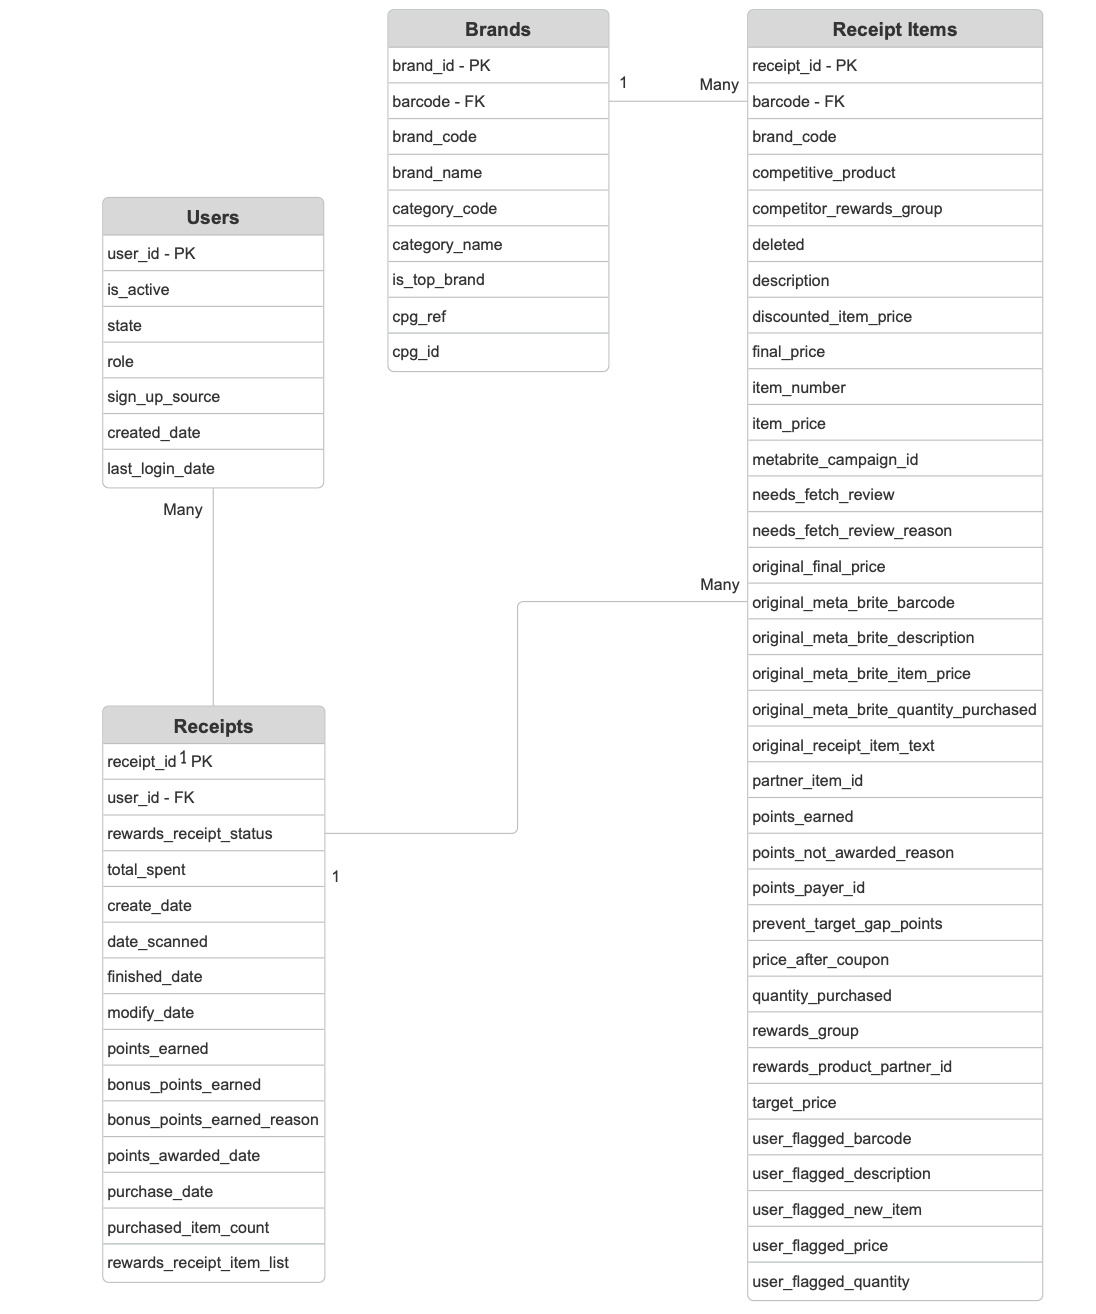 Brands
brand_id - PK
barcode - FK
brand_code
brand_name
category_code
category_name
is_top_brand
cpg_ref
cpg_id
1
Many
Receipt Items
receipt_id - PK
barcode - FK
brand_code
competitive_product
competitor_rewards_group
deleted
description
discounted_item_price
final_price
item_number
item_price
metabrite_campaign_id
needs_fetch_review
needs_fetch_review_reason
original_final_price
original_meta_brite_barcode
original_meta_brite_description
original_meta_brite_item_price
original_meta_brite_quantity_purchased
original_receipt_item_text
partner_item_id
points_earned
points_not_awarded_reason
points_payer_id
prevent_target_gap_points
price_after_coupon
quantity_purchased
rewards_group
rewards_product_partner_id
target_price
user_flagged_barcode
user_flagged_description
user_flagged_new_item
user_flagged_price
user_flagged_quantity
Users
user_id - PK
is_active
state
role
sign_up_source
created_date
last_login_date
Many
Many
Receipts
receipt_id 1 PK
user_id - FK
rewards_receipt_status
total_spent
create_date
date_scanned
finished_date
modify_date
points_earned
bonus_points_earned
bonus_points_earned_reason
points_awarded_date
purchase_date
purchased_item_count
rewards_receipt_item_list
1